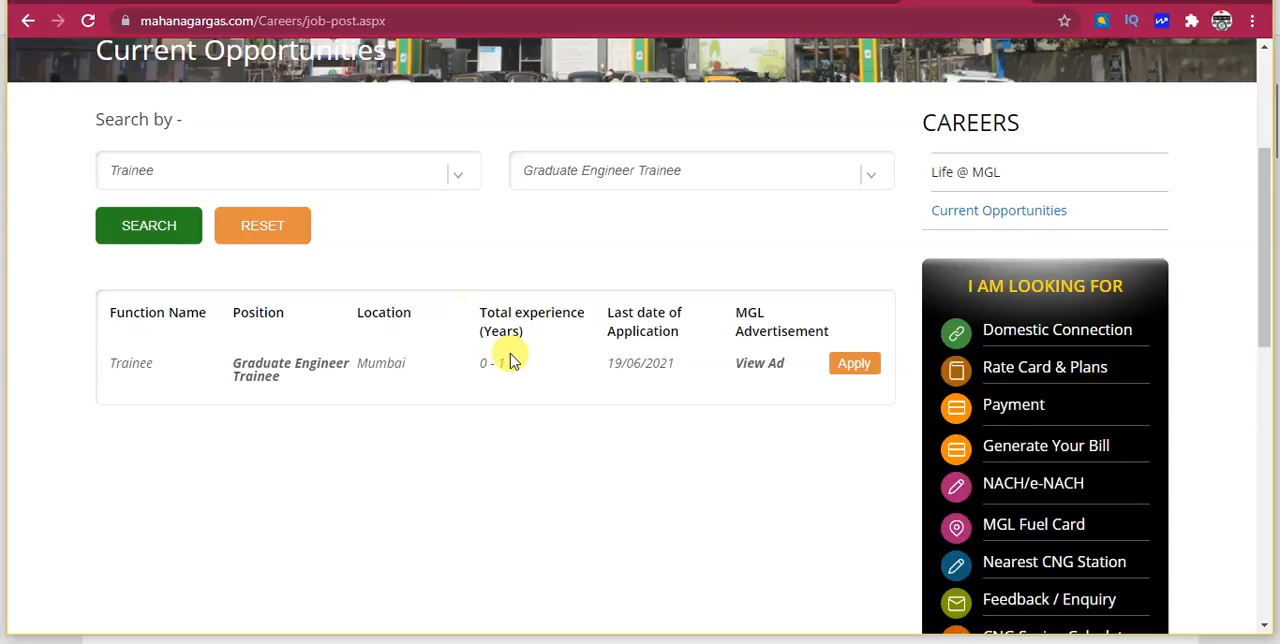 mahanagargas.com/Careers/job-post.aspx
IQ
Current Opportunities
Search by -
Trainee
Graduate Engineer Trainee
SEARCH
RESET
Function Name
Position
Location
Total experience
(Years)
Last date of
Application
MGL
Advertisement
Trainee
Graduate Engineer
Trainee
Mumbai
0 - 1
19/06/2021
View Ad
Apply
CAREERS
Life @ MGL
Current Opportunities
I AM LOOKING FOR
Domestic Connection
Rate Card & Plans
Payment
Generate Your Bill
NACH/e-NACH
MGL Fuel Card
Nearest CNG Station
Feedback / Enquiry